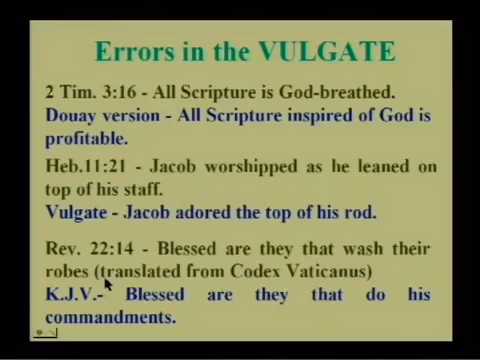 Errors in the VULGATE
2 Tim. 3:16 - All Scripture is God-breathed.
Douay version - All Scripture inspired of God is
profitable.
Heb.11:21 - Jacob worshipped as he leaned on
top of his staff.
Vulgate - Jacob adored the top of his rod.
Rev. 22:14 - Blessed are they that wash their
robes (translated from Codex Vaticanus)
K.J.V.- Blessed are they that do his
commandments.